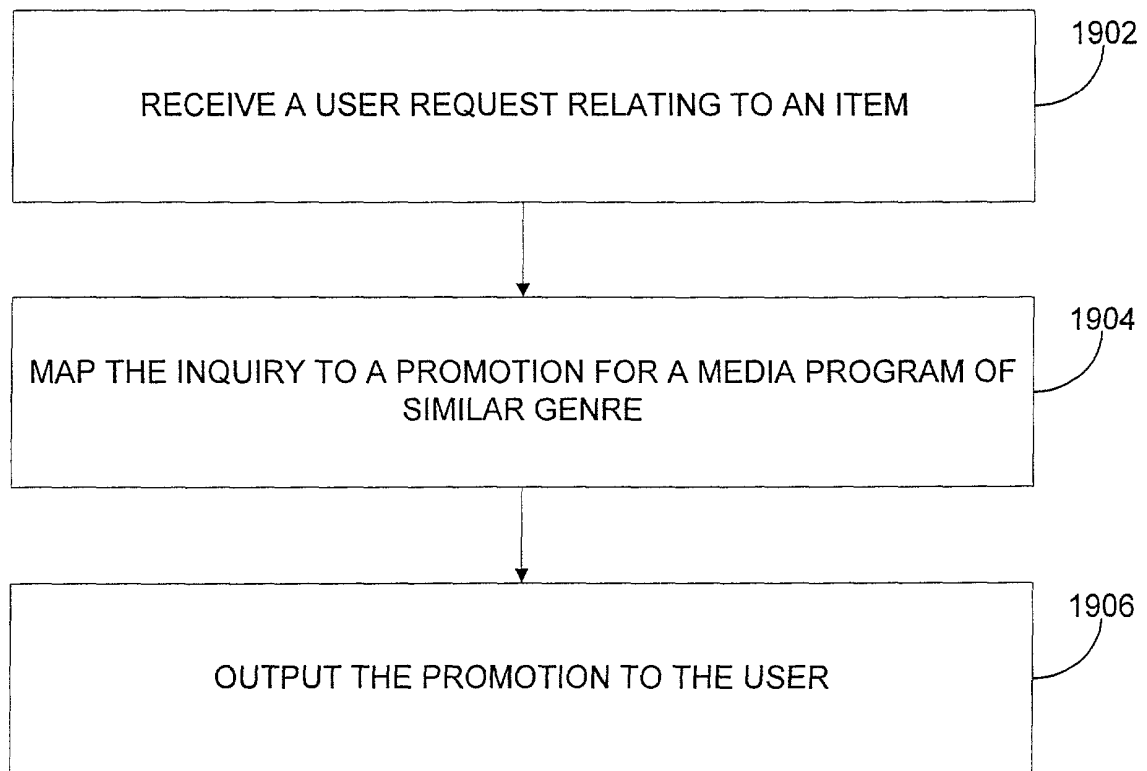 1902
RECEIVE A USER REQUEST RELATING TO AN ITEM
1904
MAP THE INQUIRY TO A PROMOTION FOR A MEDIA PROGRAM OF
SIMILAR GENRE
1906
OUTPUT THE PROMOTION TO THE USER